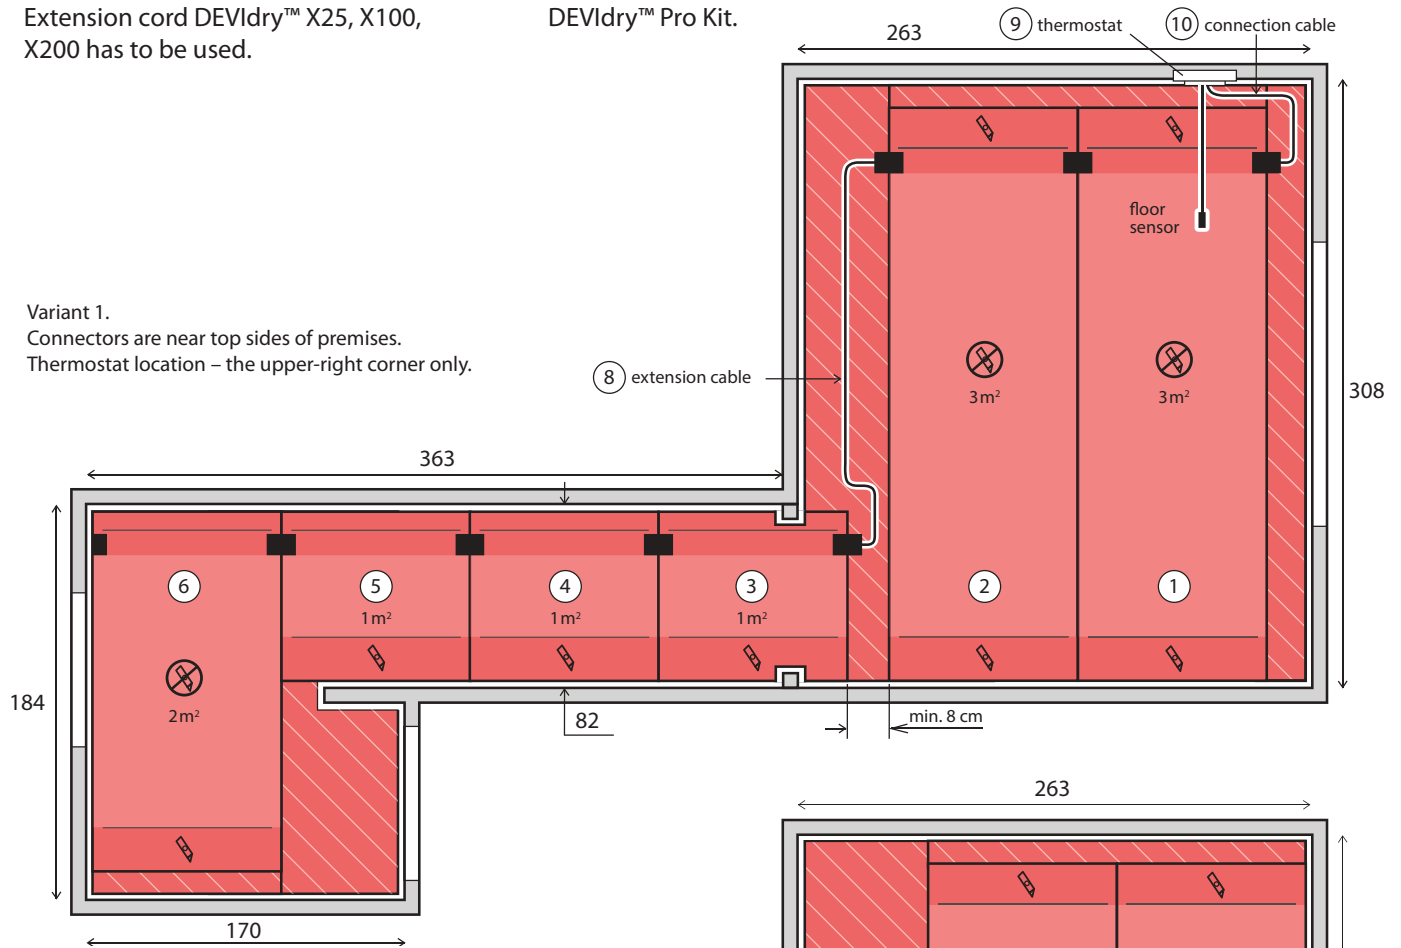 Extension cord DEVIdry™ X25, X100,
X200 has to be used.
DEVIdry™ Pro Kit.
263
9 thermostat
10 connection cable
floor
sensor
Variant 1.
Connectors are near top sides of premises.
Thermostat location – the upper-right corner only.
8 extension cable
3 m²
3 m²
308
363
6
5
4
3
2
1
1 m²
1 m²
1 m²
184
2 m²
82
min. 8 cm
263
170